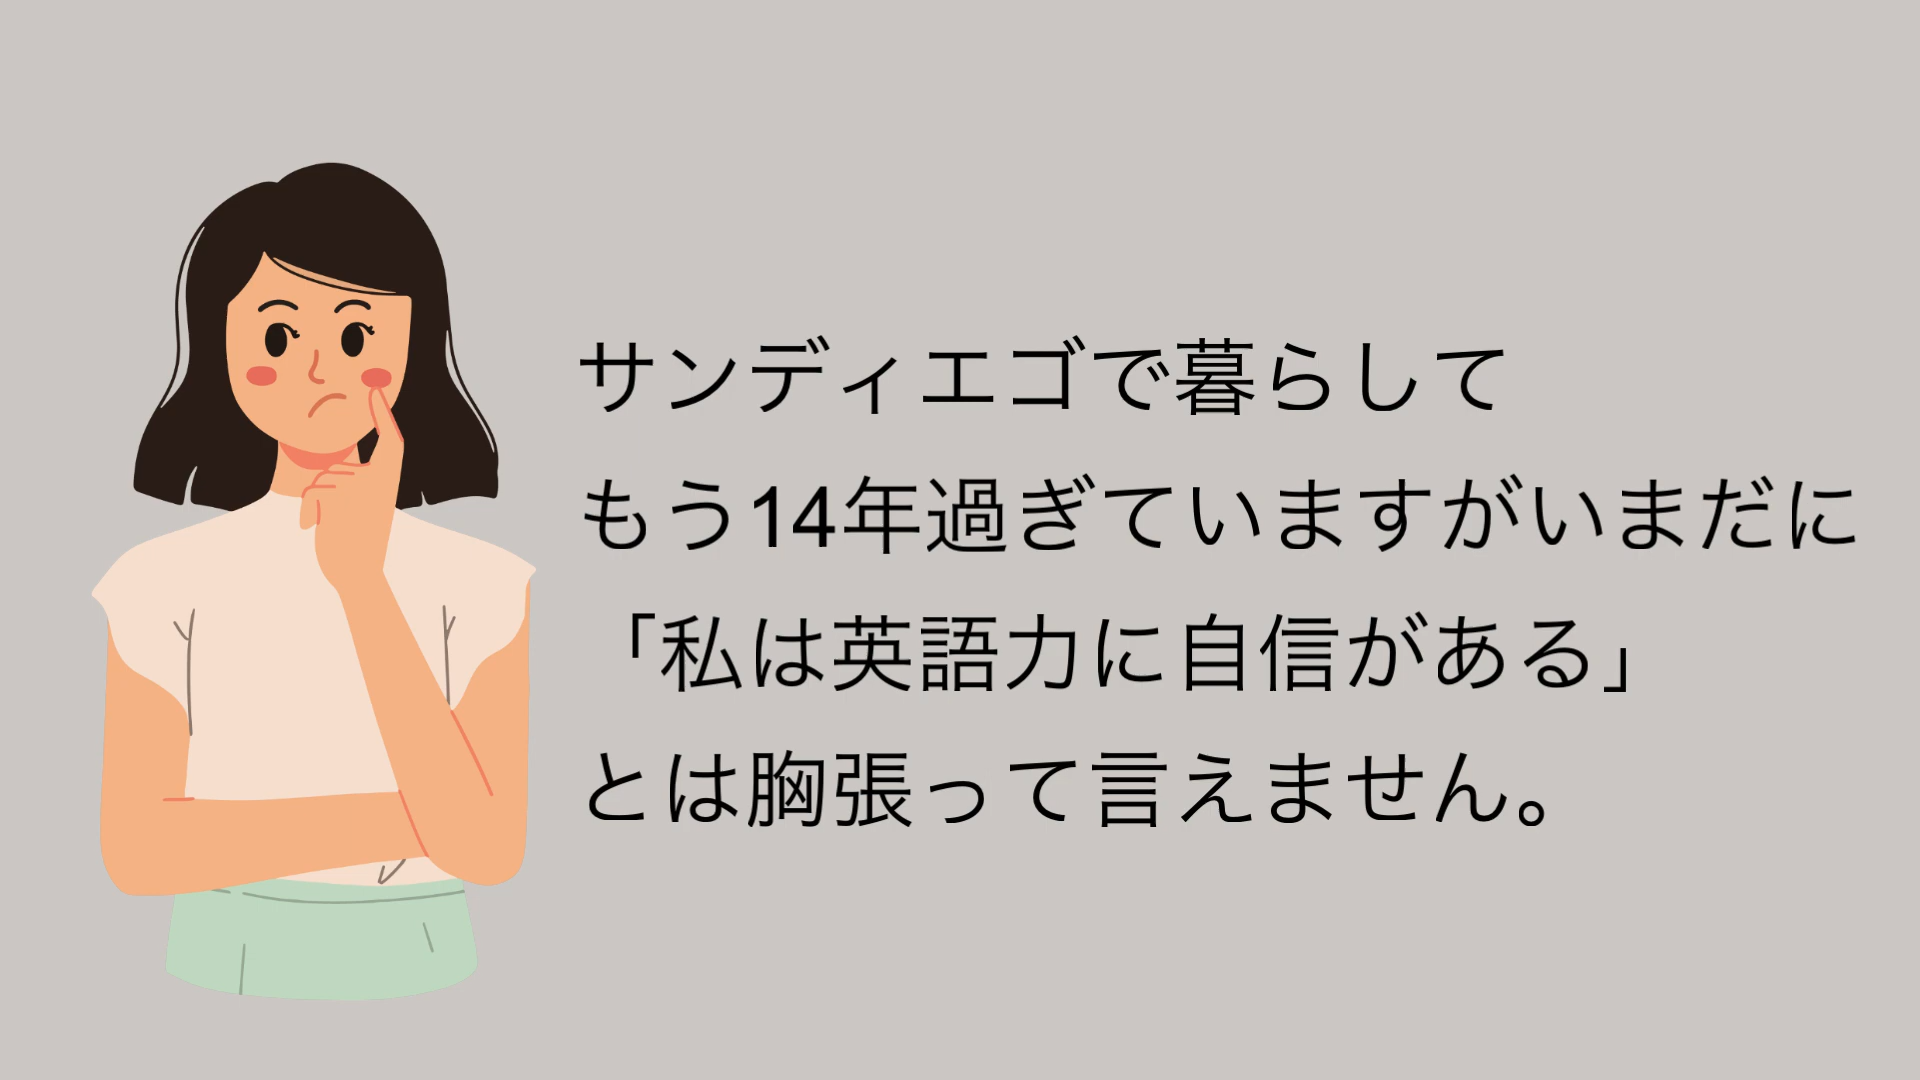 サンディエゴで暮らして
もう14年過ぎていますがいまだに
「私は英語力に自信がある」
とは胸張って言えません。